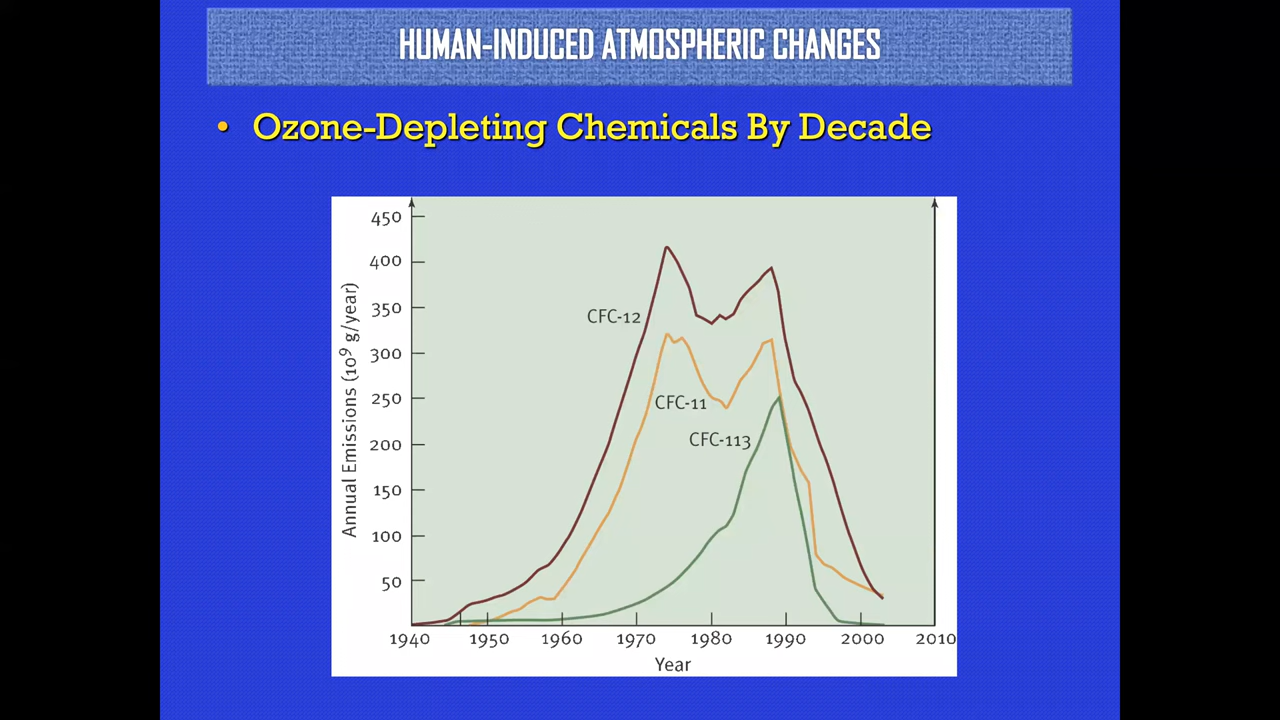 HUMAN-INDUCED ATMOSPHERIC CHANGES
• Ozone-Depleting Chemicals By Decade
450
400
350
300
250
200
150
100
50
Annual Emissions (10⁹ g/year)
CFC-12
CFC-11
CFC-113
1940 1950 1960 1970 1980 1990 2000 2010
Year